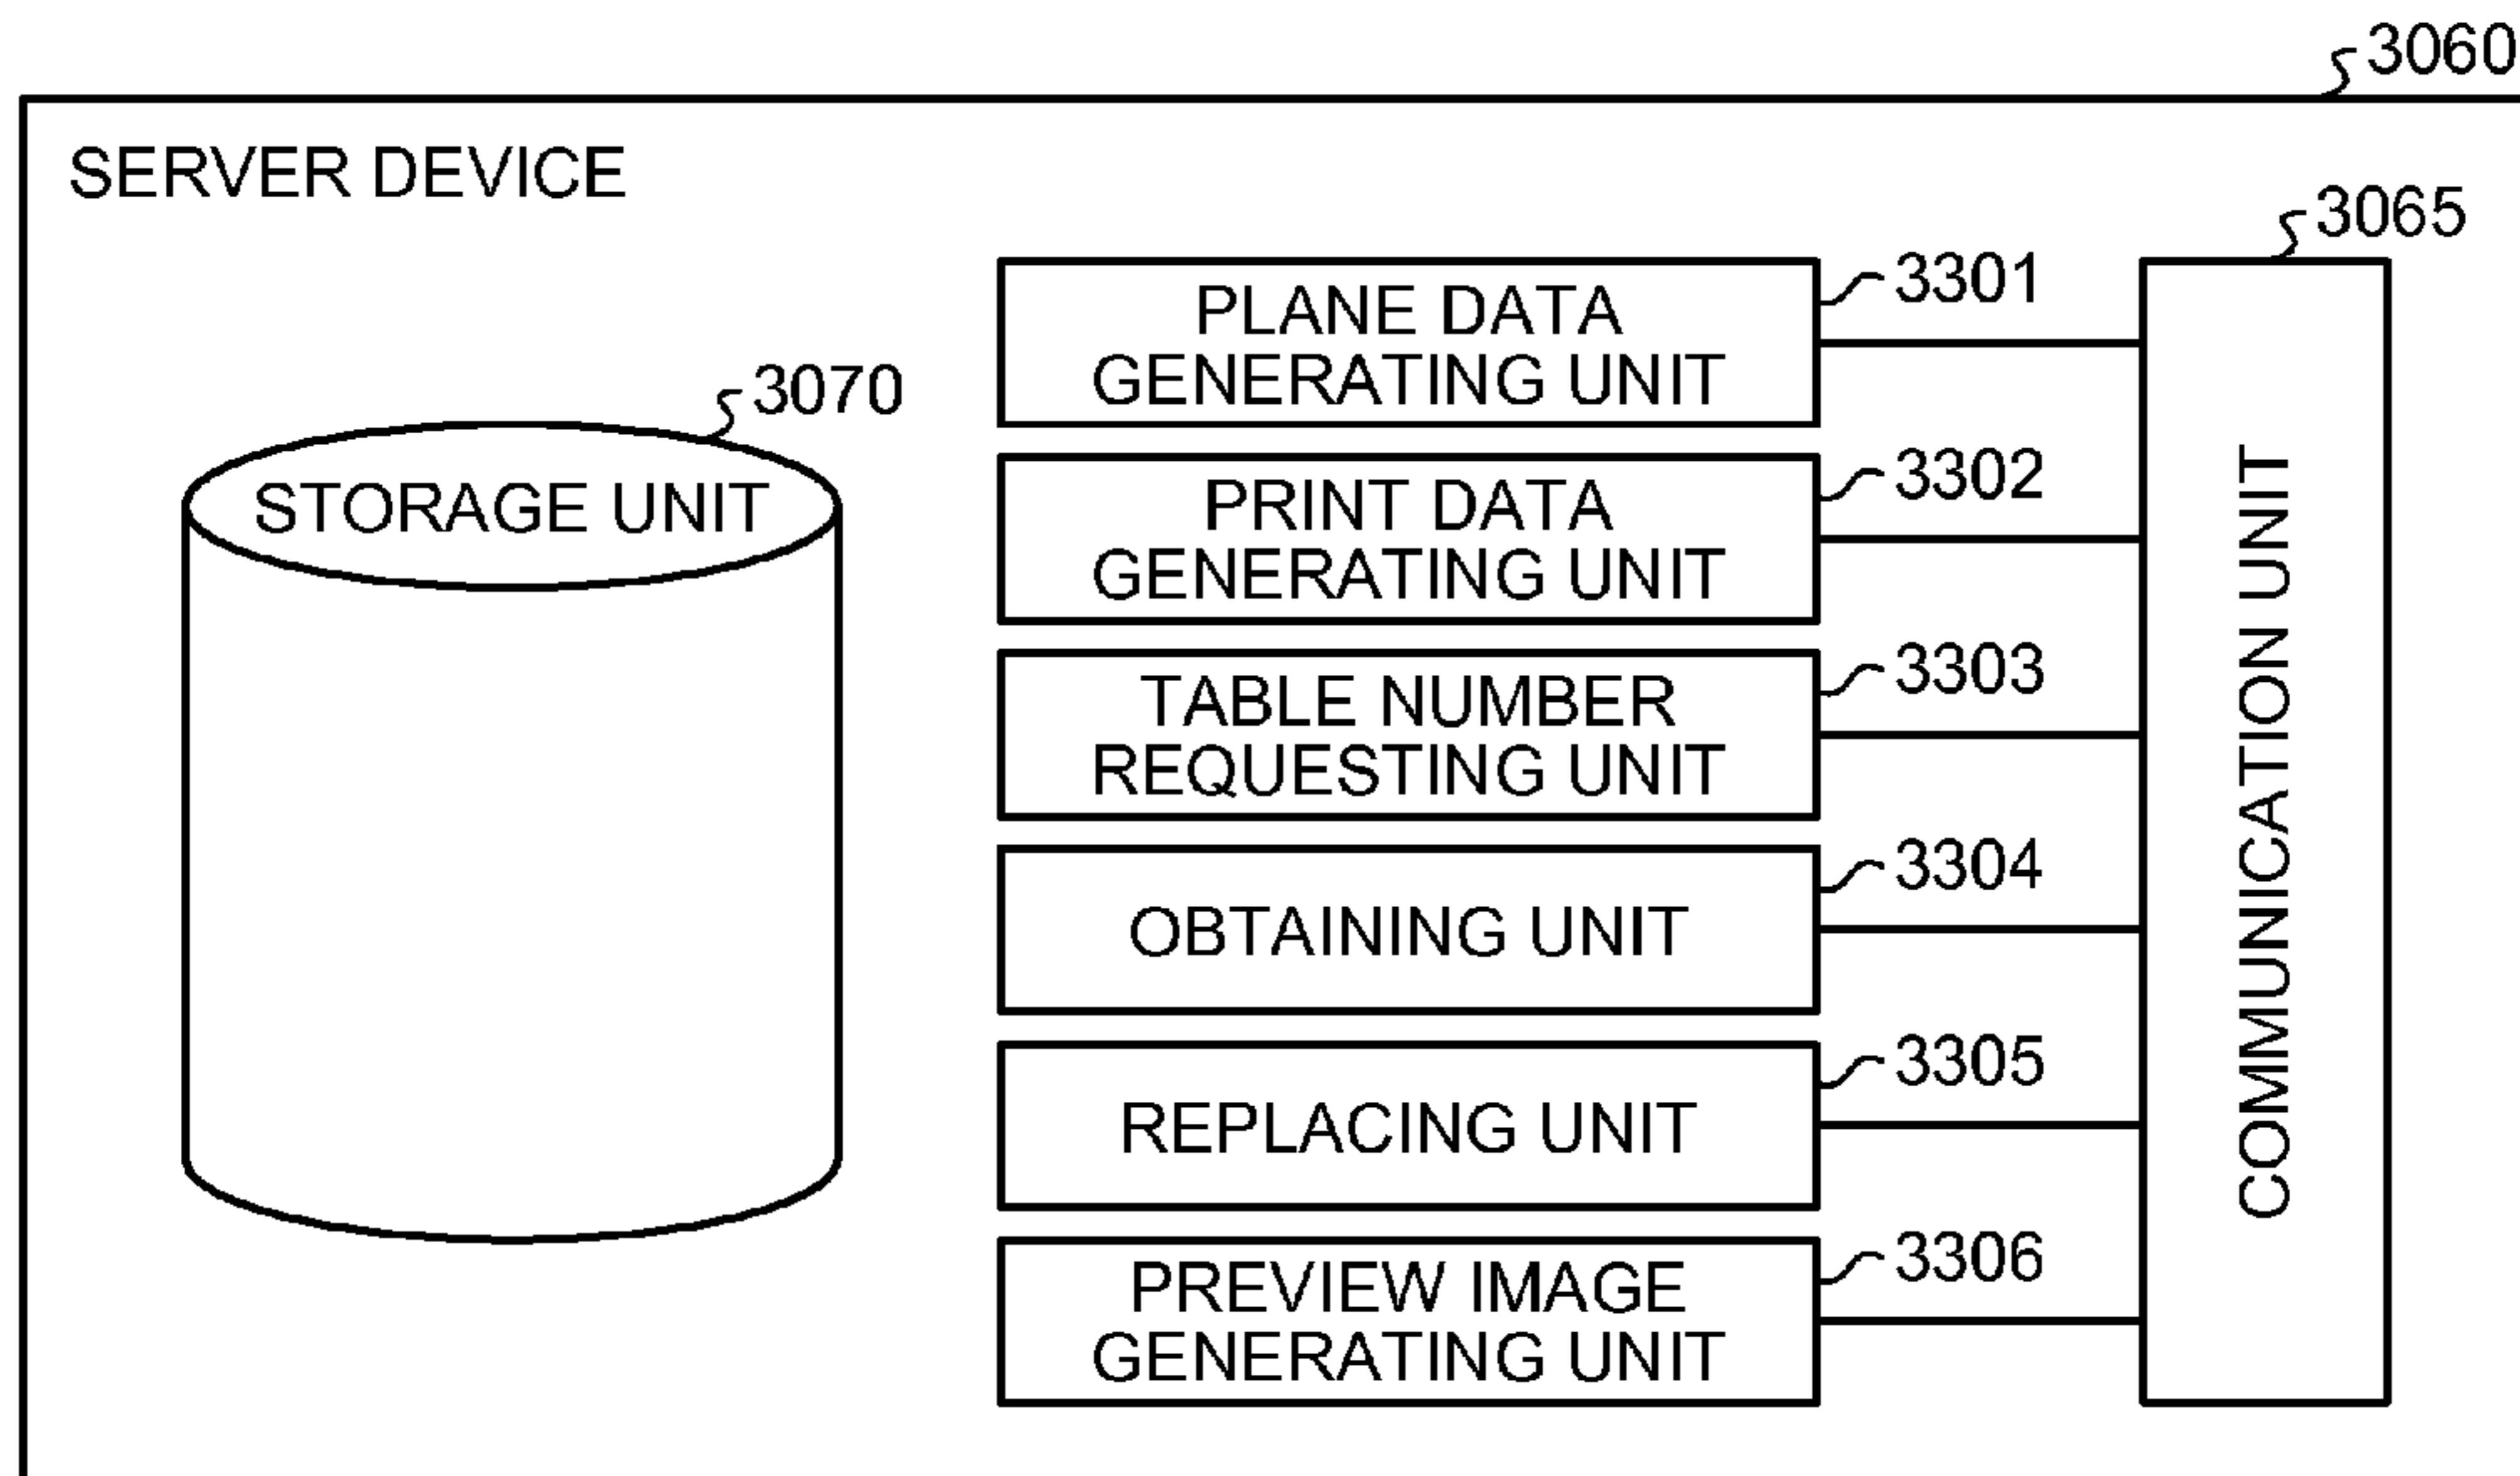 3060
SERVER DEVICE
3065
3301
PLANE DATA
GENERATING UNIT
3070
STORAGE UNIT
3302
PRINT DATA
GENERATING UNIT
3303
TABLE NUMBER
REQUESTING UNIT
3304
OBTAINING UNIT
3305
REPLACING UNIT
3306
PREVIEW IMAGE
GENERATING UNIT
COMMUNICATION UNIT